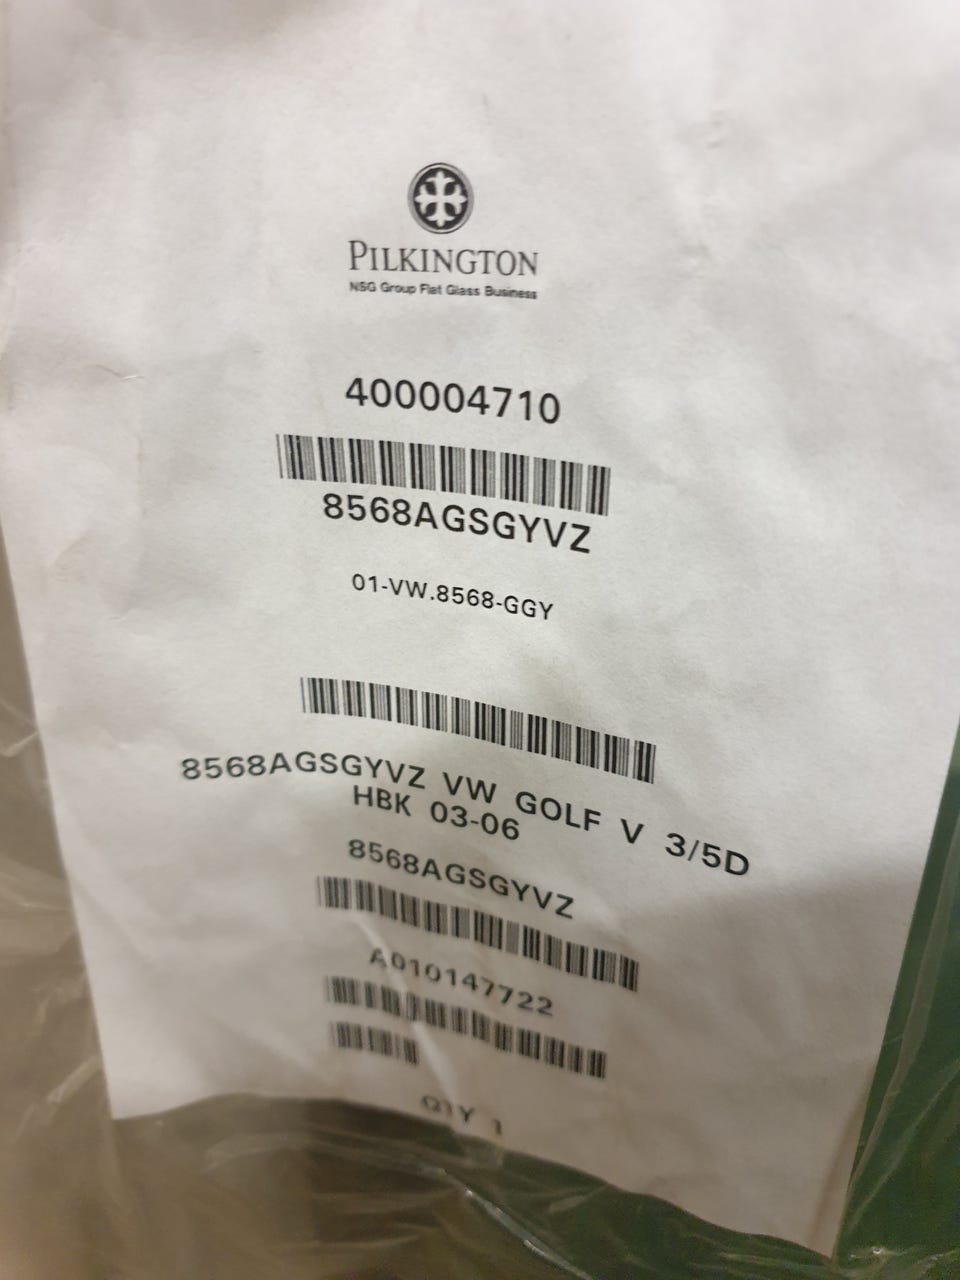 PILKINGTON
NSG Group Flat Glass Business
400004710
8568AGSGYVZ
01-VW.8568-GGY
8568AGSGYVZ VW GOLF V 3/5D
HBK 03-06
8568AGSGYVZ
A010147722
QTY 1